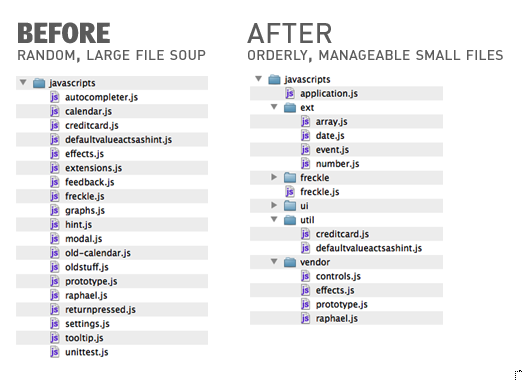 BEFORE
RANDOM, LARGE FILE SOUP
javascripts
autocompleter.js
calendar.js
creditcard.js
defaultvalueactsashint.js
effects.js
extensions.js
feedback.js
freckle.js
graphs.js
hint.js
modal.js
old-calendar.js
oldstuff.js
prototype.js
raphael.js
returnpressed.js
settings.js
tooltip.js
unittest.js
AFTER
ORDERLY, MANAGEABLE SMALL FILES
javascripts
application.js
ext
array.js
date.js
event.js
number.js
freckle
freckle.js
ui
util
creditcard.js
defaultvalueactsashint.js
vendor
controls.js
effects.js
prototype.js
raphael.js